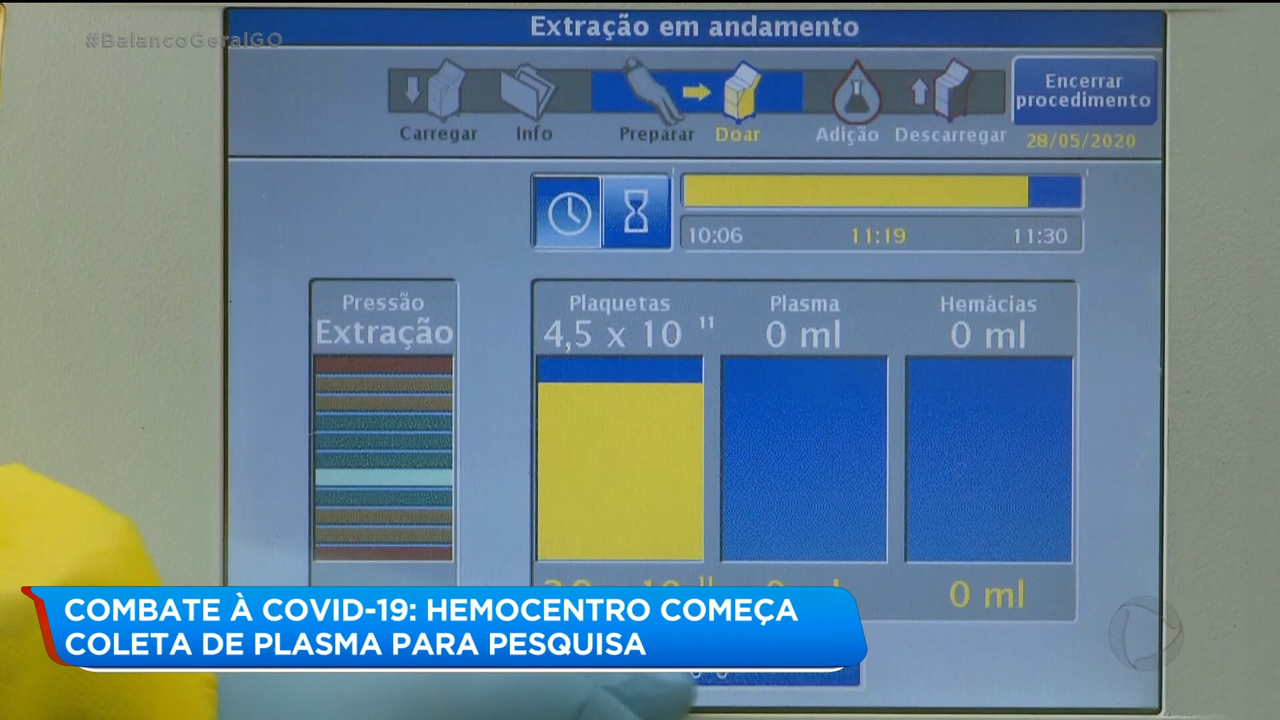 #BalancoGeralGO
Extração em andamento
Carregar Info Preparar Doar Adição Descarregar
Encerrar
procedimento
28/05/2020
10:06 11:19 11:30
Pressão
Extração
Plaquetas
4,5 x 10 11
Plasma
0 ml
Hemácias
0 ml
0 ml
COMBATE À COVID-19: HEMOCENTRO COMEÇA
COLETA DE PLASMA PARA PESQUISA